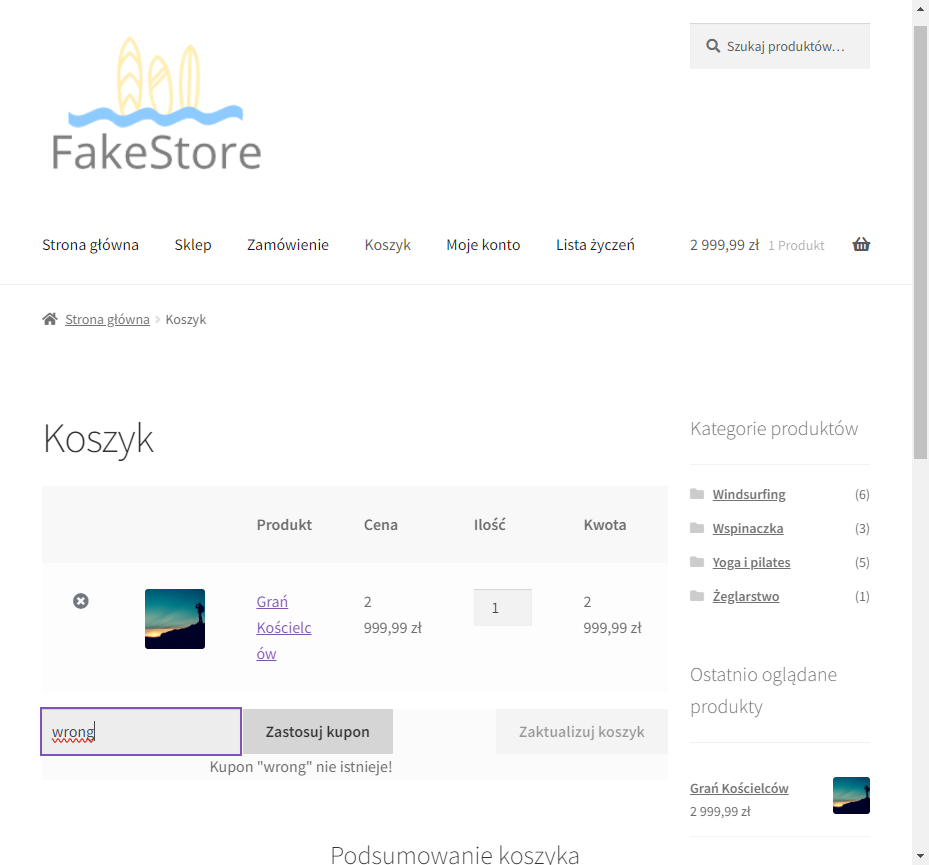 Szukaj produktów…
FakeStore
Strona główna Sklep Zamówienie Koszyk Moje konto Lista życzeń 2 999,99 zł 1 Produkt
Strona główna Koszyk
Koszyk
Produkt Cena Ilość Kwota
Grań Kościelców
2 999,99 zł
1
2 999,99 zł
wrong Zastosuj kupon Zaktualizuj koszyk
Kupon "wrong" nie istnieje!
Podsumowanie koszyka
Kategorie produktów
Windsurfing (6)
Wspinaczka (3)
Yoga i pilates (5)
Żeglarstwo (1)
Ostatnio oglądane
produkty
Grań Kościelców
2 999,99 zł